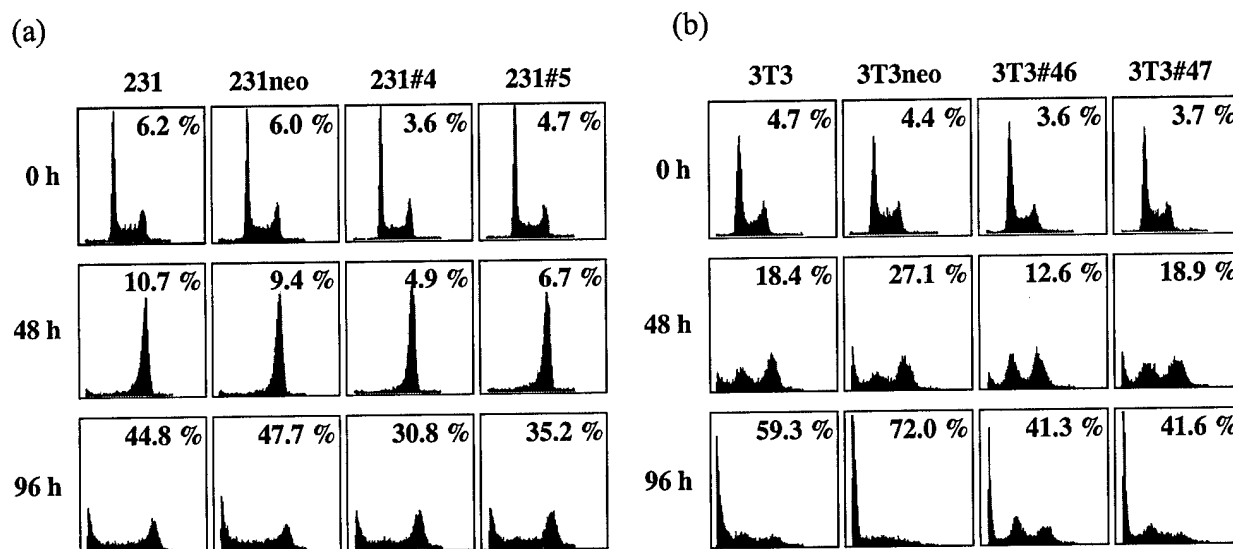 (a)
231 231neo 231#4 231#5
0 h
6.2 % 6.0 % 3.6 % 4.7 %
48 h
10.7 % 9.4 % 4.9 % 6.7 %
96 h
44.8 % 47.7 % 30.8 % 35.2 %
(b)
3T3 3T3neo 3T3#46 3T3#47
0 h
4.7 % 4.4 % 3.6 % 3.7 %
48 h
18.4 % 27.1 % 12.6 % 18.9 %
96 h
59.3 % 72.0 % 41.3 % 41.6 %